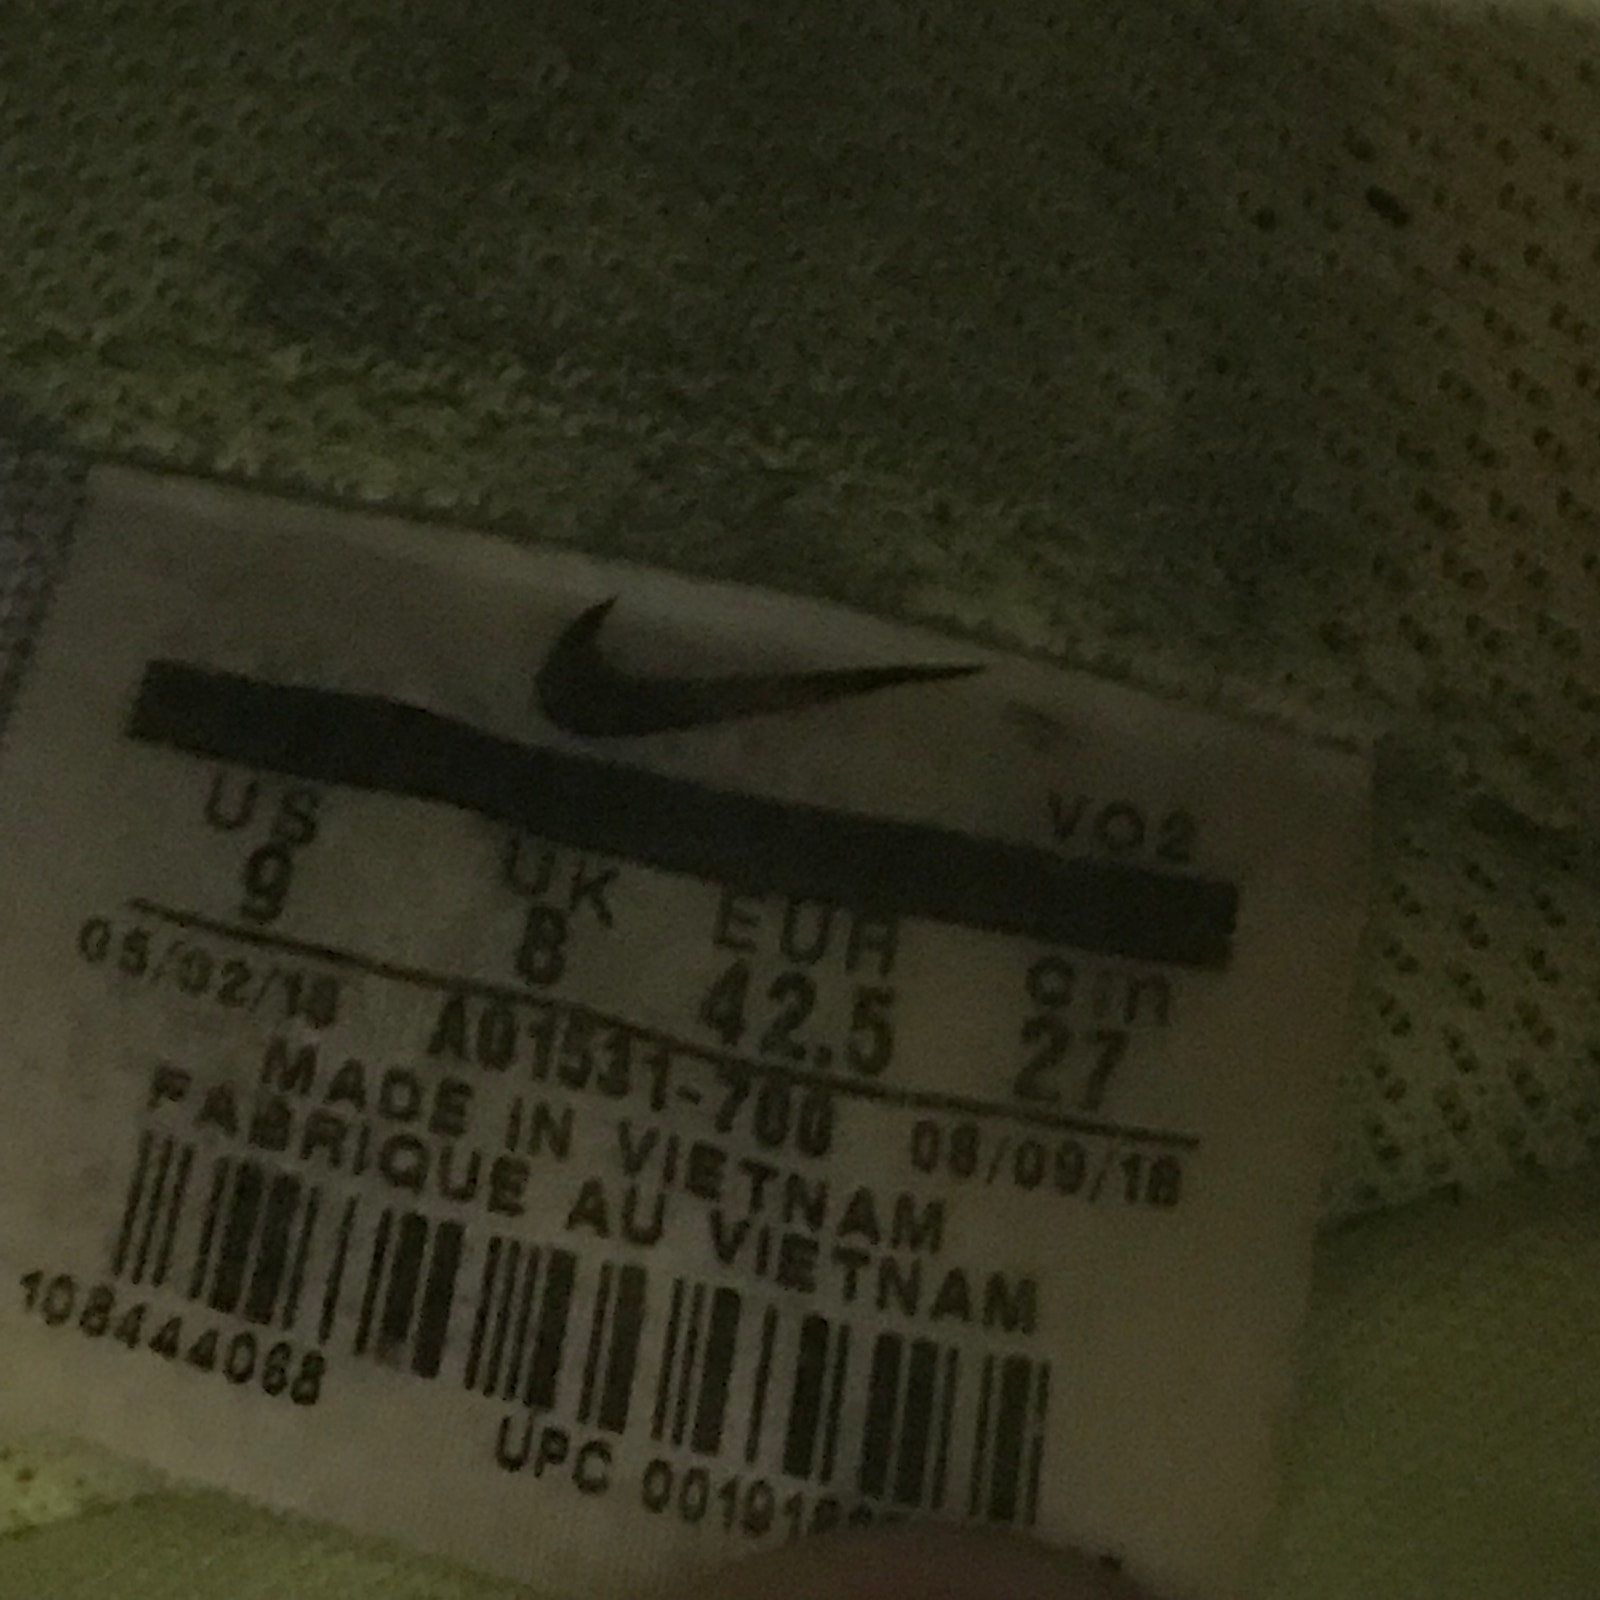 VO2
US UK EUR cm
9 8 42.5 27
05/02/18 AO1531-700 08/09/18
MADE IN VIETNAM
FABRIQUE AU VIETNAM
108444068
UPC